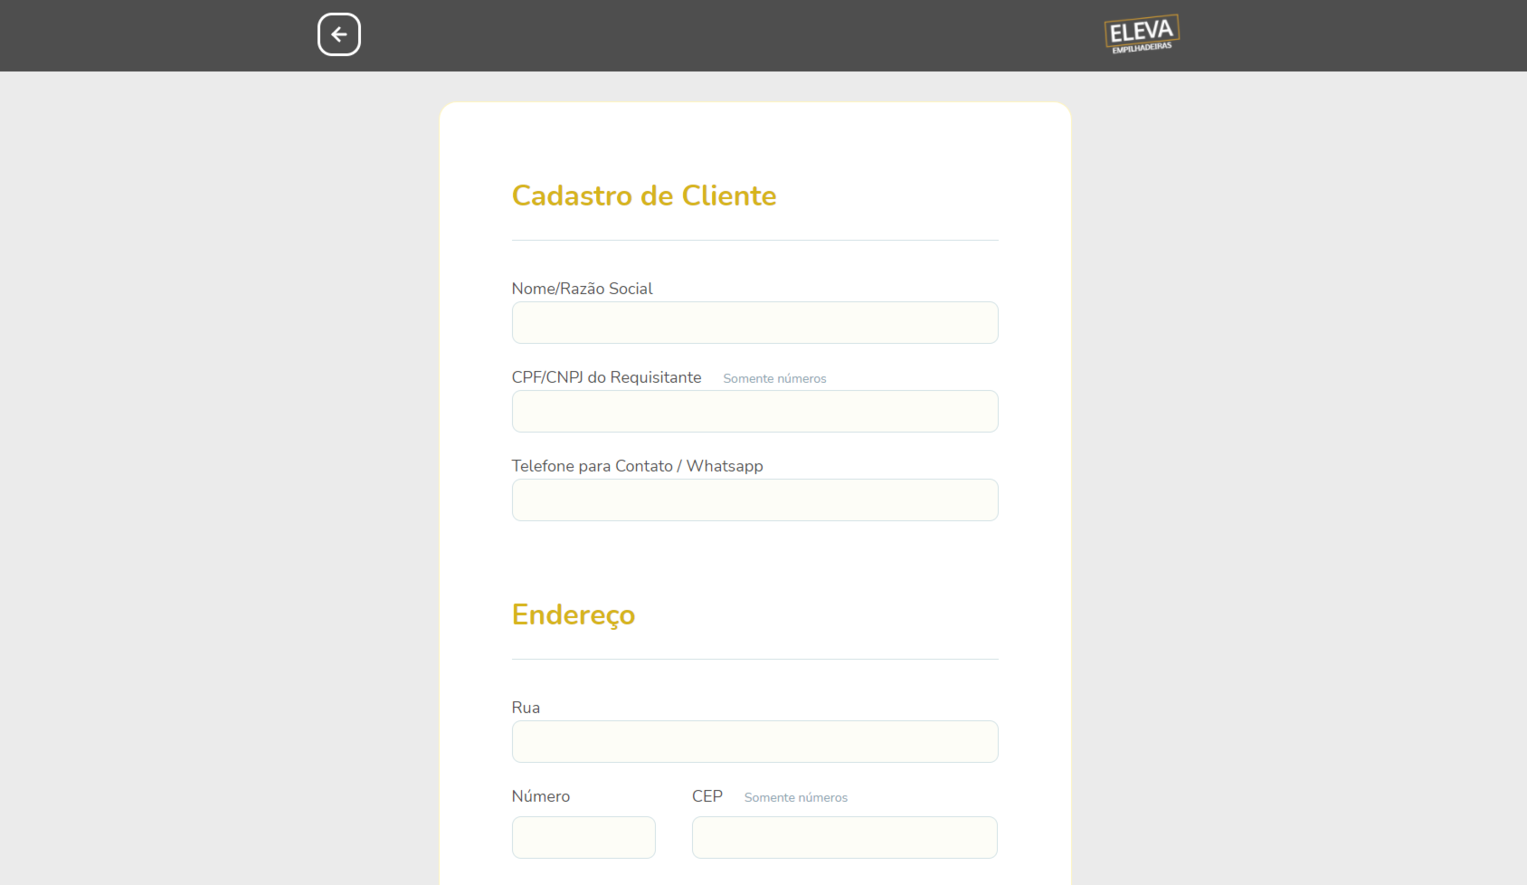 ELEVA
EMPILHADEIRAS
Cadastro de Cliente
Nome/Razão Social
CPF/CNPJ do Requisitante Somente números
Telefone para Contato / Whatsapp
Endereço
Rua
Número CEP Somente números